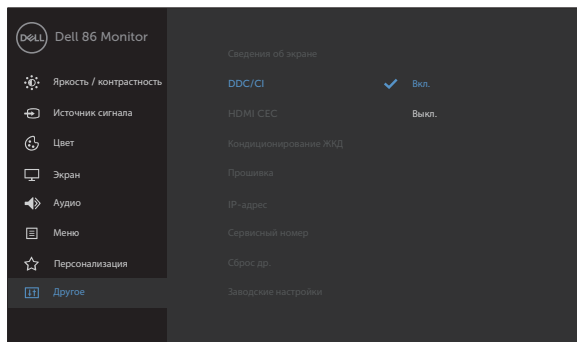 DELL Dell 86 Monitor
Сведения об экране
Яркость / контрастность DDC/CI Вкл.
Источник сигнала HDMI CEC Выкл.
Цвет Кондиционирование ЖКД
Экран Прошивка
Аудио IP-адрес
Меню Сервисный номер
Персонализация Сброс др.
Другое Заводские настройки